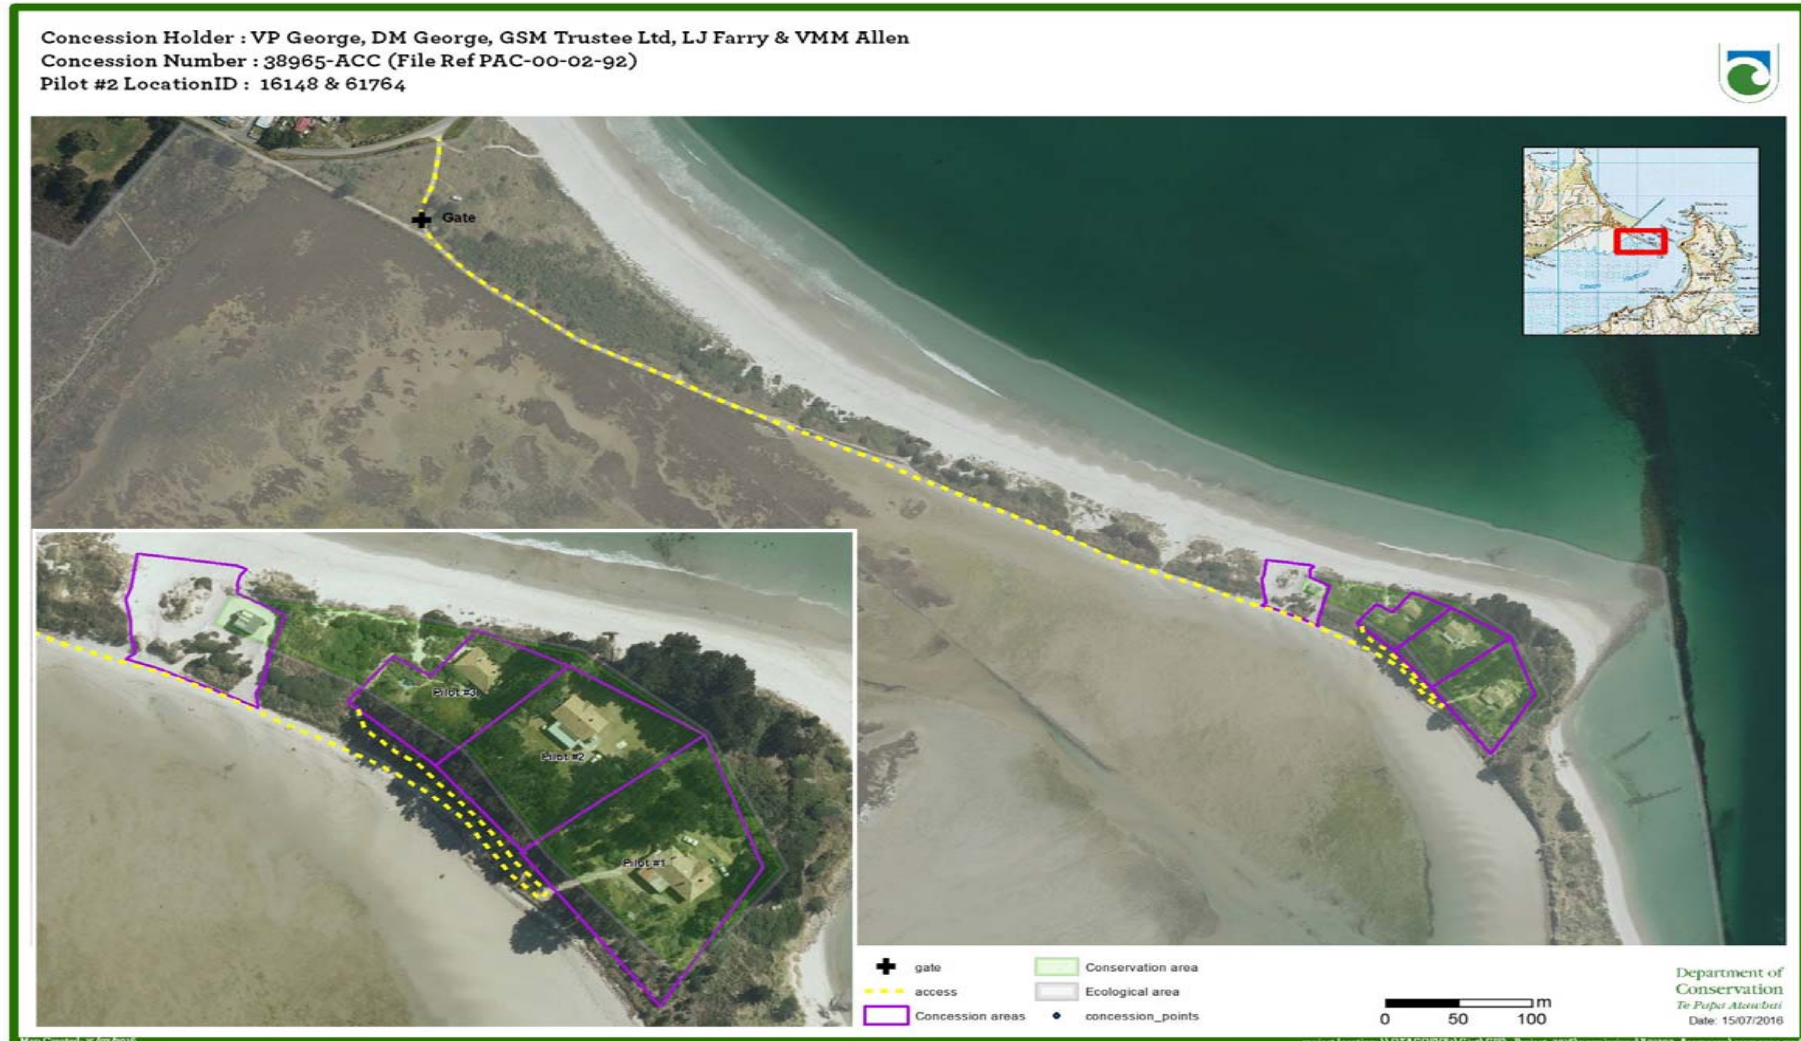 Concession Holder : VP George, DM George, GSM Trustee Ltd, LJ Farry & VMM Allen
Concession Number : 38965-ACC (File Ref PAC-00-02-92)
Pilot #2 LocationID : 16148 & 61764
Gate
Pilot #3
Pilot #2
Pilot #1
gate
access
Concession areas
Conservation area
Ecological area
concession_points
m
0 50 100
Department of
Conservation
Te Papa Atawhai
Date: 15/07/2016